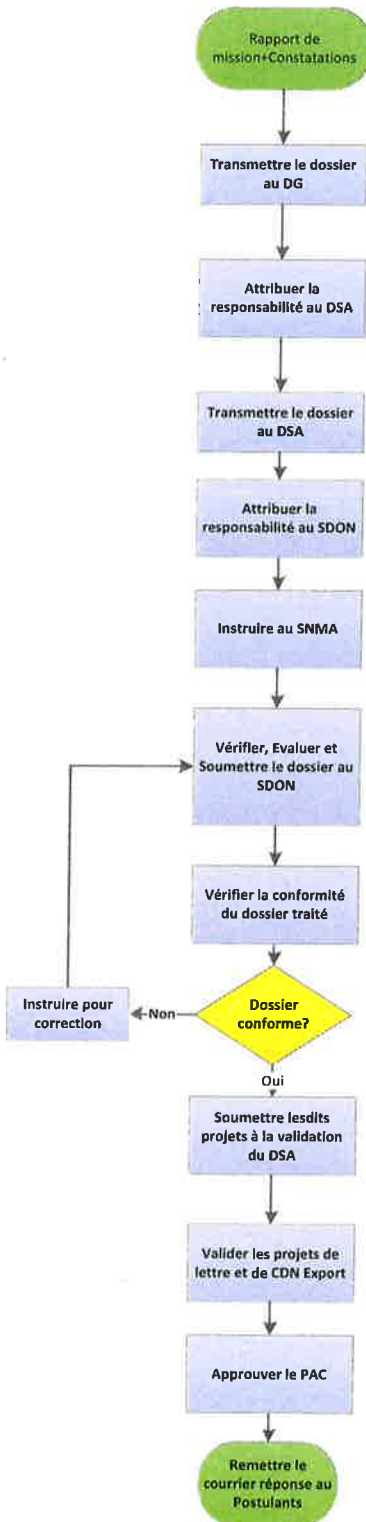 Rapport de
mission+Constatations
Transmettre le dossier
au DG
Attribuer la
responsabilité au DSA
Transmettre le dossier
au DSA
Attribuer la
responsabilité au SDON
Instruire au SNMA
Vérifier, Evaluer et
Soumettre le dossier au
SDON
Vérifier la conformité
du dossier traité
Instruire pour
correction
Non
Dossier
conforme?
Oui
Soumettre lesdits
projets à la validation
du DSA
Valider les projets de
lettre et de CDN Export
Approuver le PAC
Remettre le
courrier réponse au
Postulants